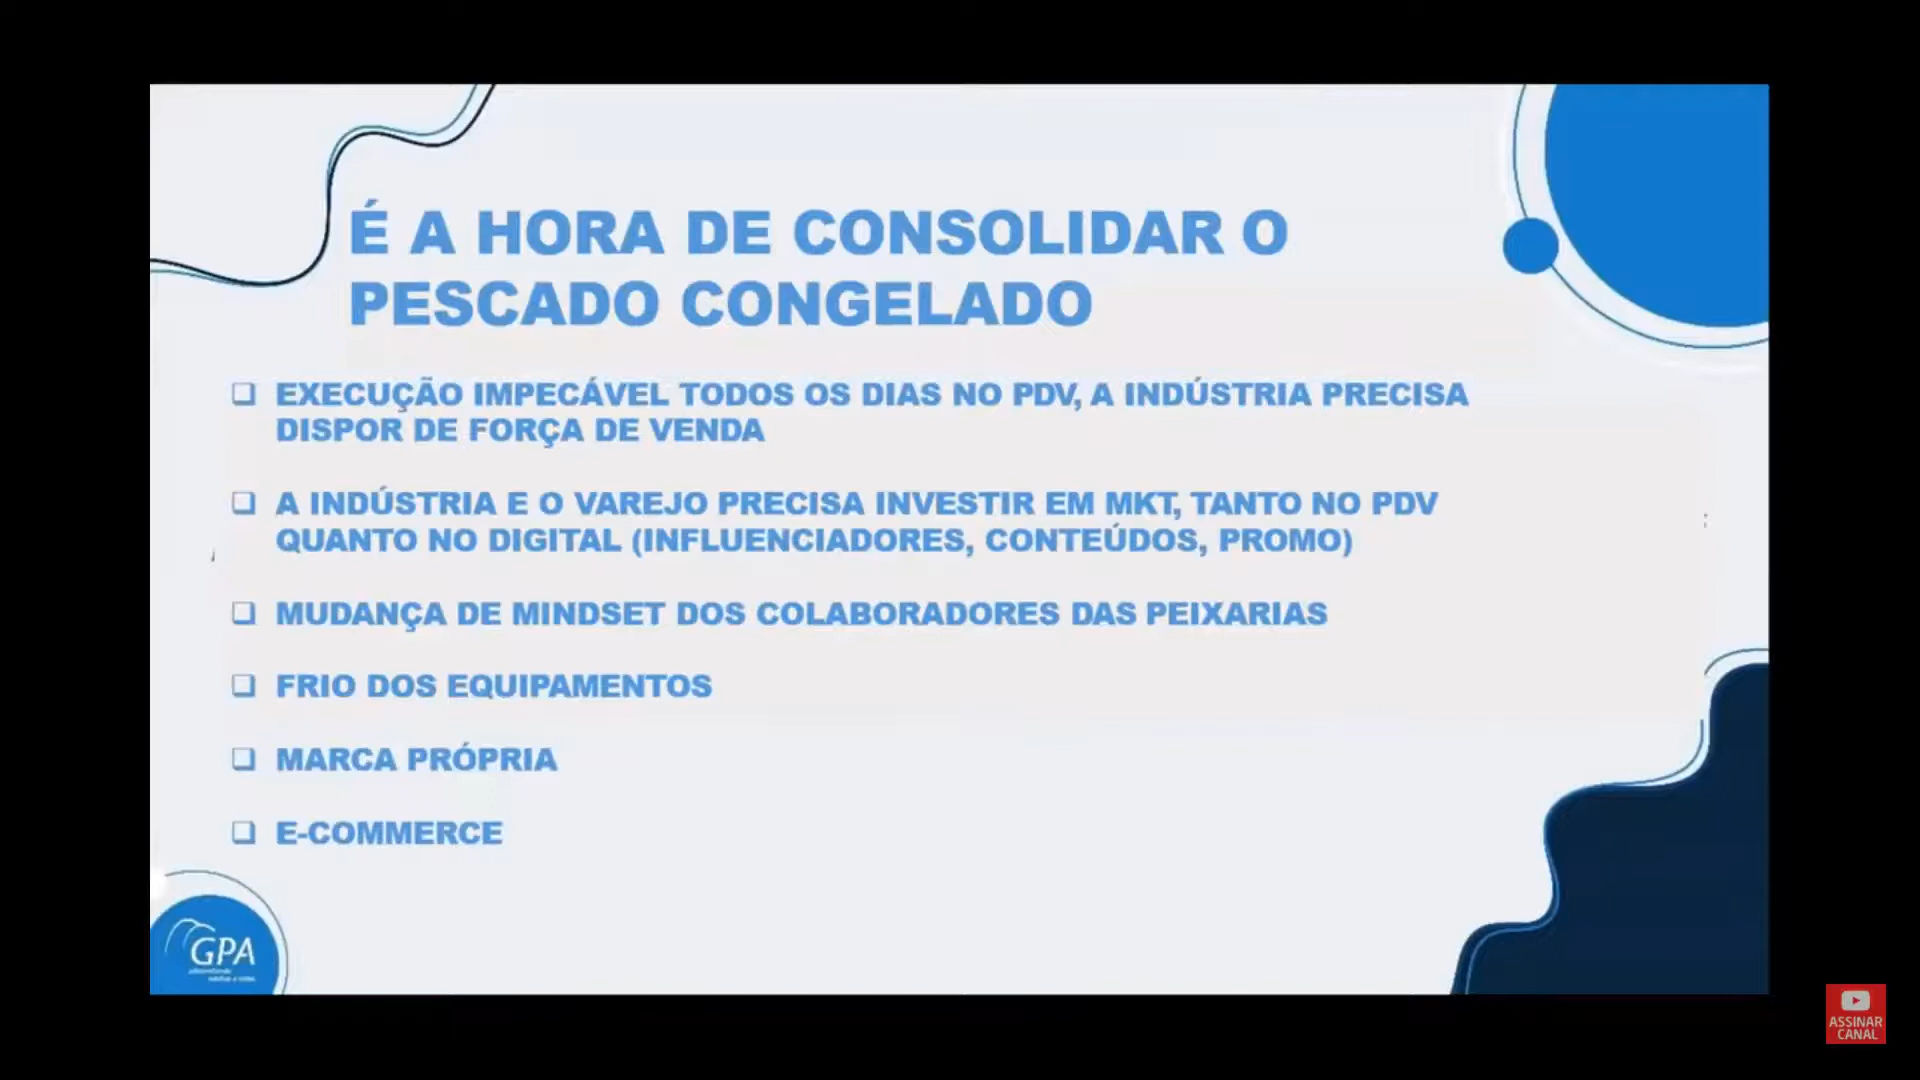 É A HORA DE CONSOLIDAR O
PESCADO CONGELADO
EXECUÇÃO IMPECÁVEL TODOS OS DIAS NO PDV, A INDÚSTRIA PRECISA
DISPOR DE FORÇA DE VENDA
A INDÚSTRIA E O VAREJO PRECISA INVESTIR EM MKT, TANTO NO PDV
QUANTO NO DIGITAL (INFLUENCIADORES, CONTEÚDOS, PROMO)
MUDANÇA DE MINDSET DOS COLABORADORES DAS PEIXARIAS
FRIO DOS EQUIPAMENTOS
MARCA PRÓPRIA
E-COMMERCE
GPA
ASSINAR
CANAL